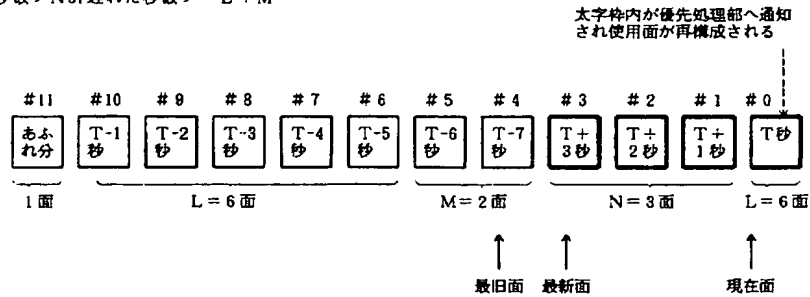 太字枠内が優先処理部へ通知
され使用面が再構成される
#11 #10 #9 #8 #7 #6 #5 #4 #3 #2 #1 #0
あふれ分 T-1秒 T-2秒 T-3秒 T-4秒 T-5秒 T-6秒 T-7秒 T+3秒 T+2秒 T+1秒 T秒
1面 L=6面 M=2面 N=3面 L=6面
最旧面 最新面 現在面